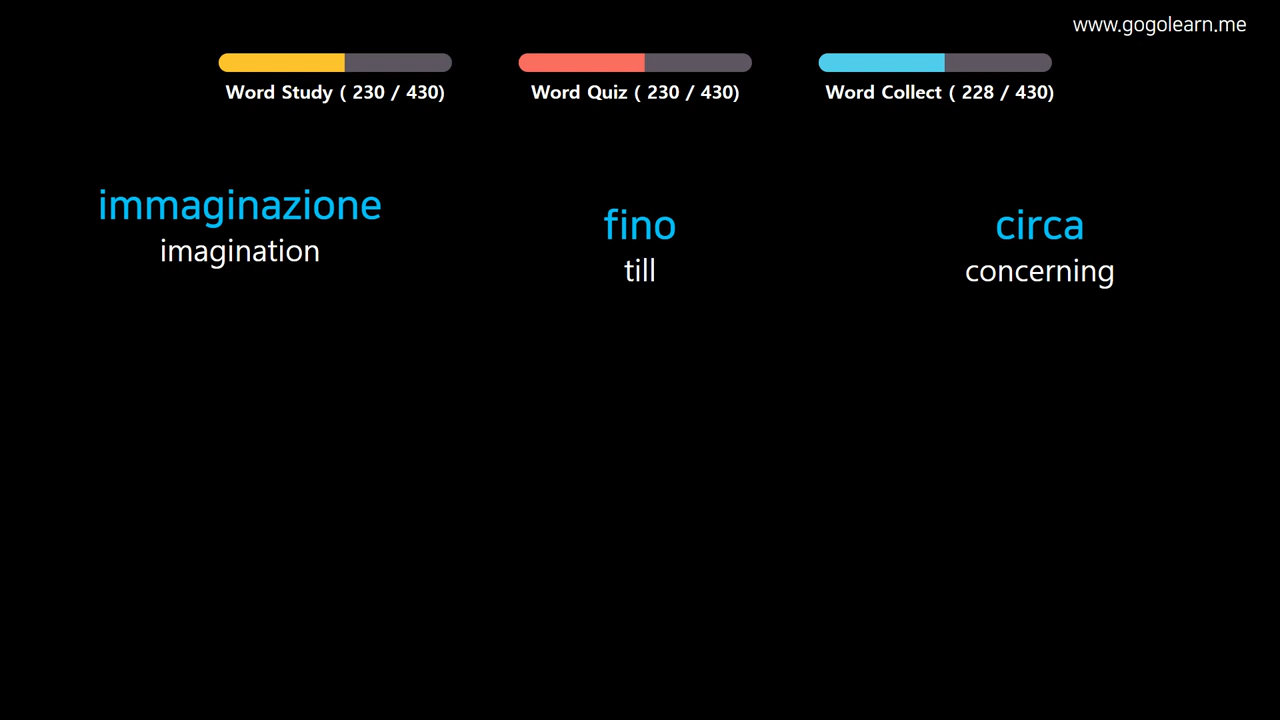 www.gogolearn.me
Word Study ( 230 / 430)
Word Quiz ( 230 / 430)
Word Collect ( 228 / 430)
immaginazione
imagination
fino
till
circa
concerning